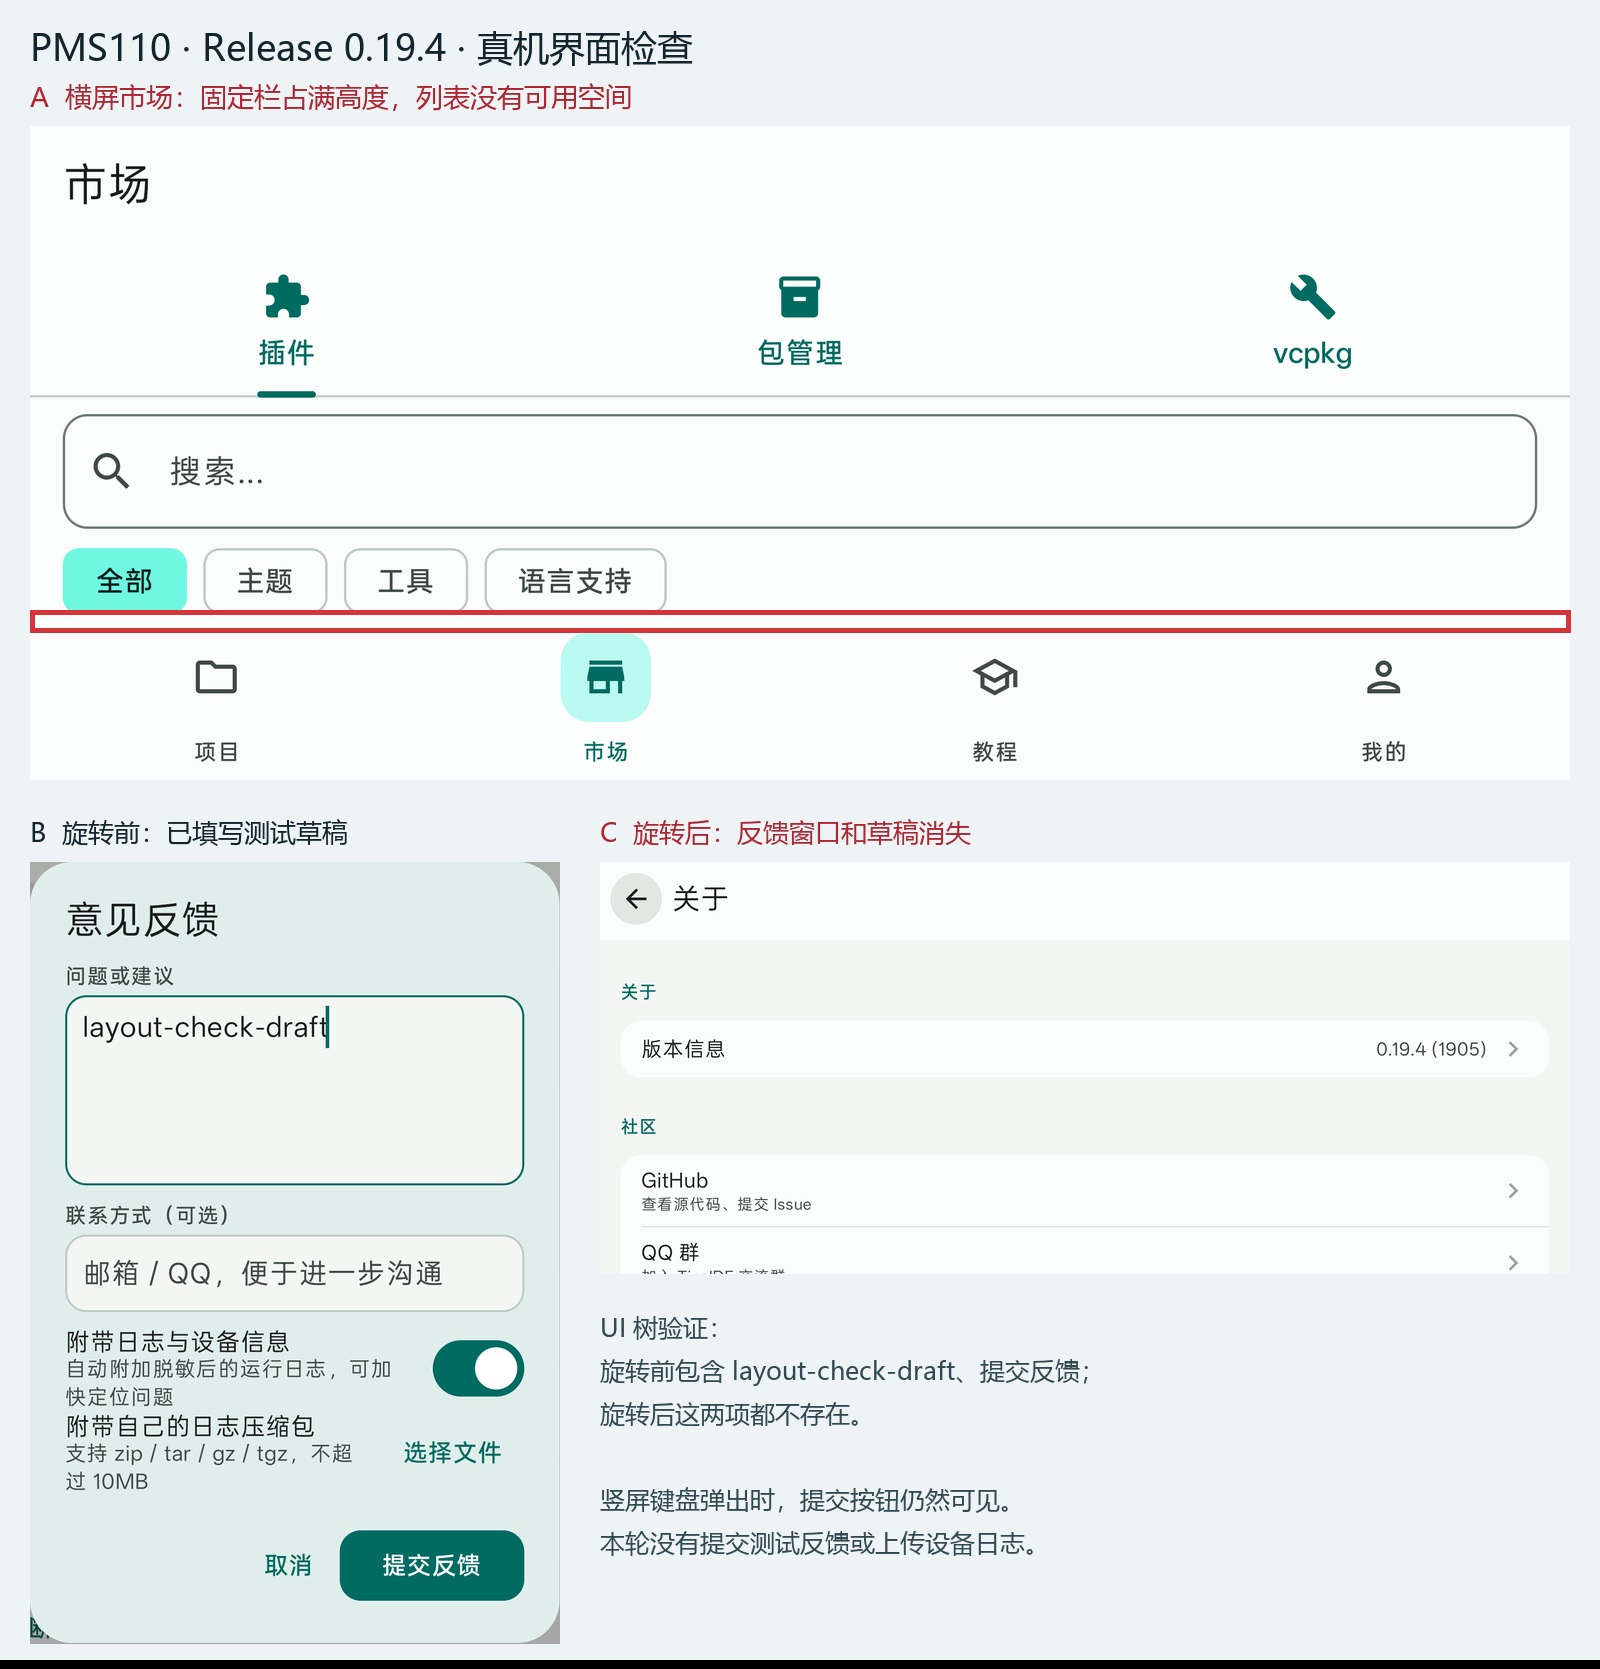 PMS110 · Release 0.19.4 · 真机界面检查
A 横屏市场：固定栏占满高度，列表没有可用空间
市场
插件
包管理
vcpkg
搜索...
全部
主题
工具
语言支持
项目
市场
教程
我的
B 旋转前：已填写测试草稿
意见反馈
问题或建议
layout-check-draft
联系方式（可选）
邮箱 / QQ，便于进一步沟通
附带日志与设备信息
自动附加脱敏后的运行日志，可加
快定位问题
附带自己的日志压缩包
支持 zip / tar / gz / tgz，不超
过 10MB
选择文件
取消
提交反馈
C 旋转后：反馈窗口和草稿消失
关于
关于
版本信息
0.19.4 (1905)
社区
GitHub
查看源代码、提交 Issue
QQ 群
UI 树验证：
旋转前包含 layout-check-draft、提交反馈；
旋转后这两项都不存在。
竖屏键盘弹出时，提交按钮仍然可见。
本轮没有提交测试反馈或上传设备日志。